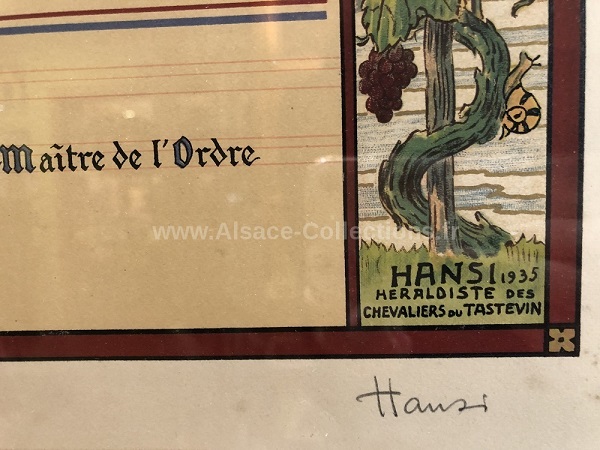 Maître de l'Ordre
www.Alsace-Collections.fr
HANSI 1935
HERALDISTE DES
CHEVALIERS DU TASTEVIN
Hansi